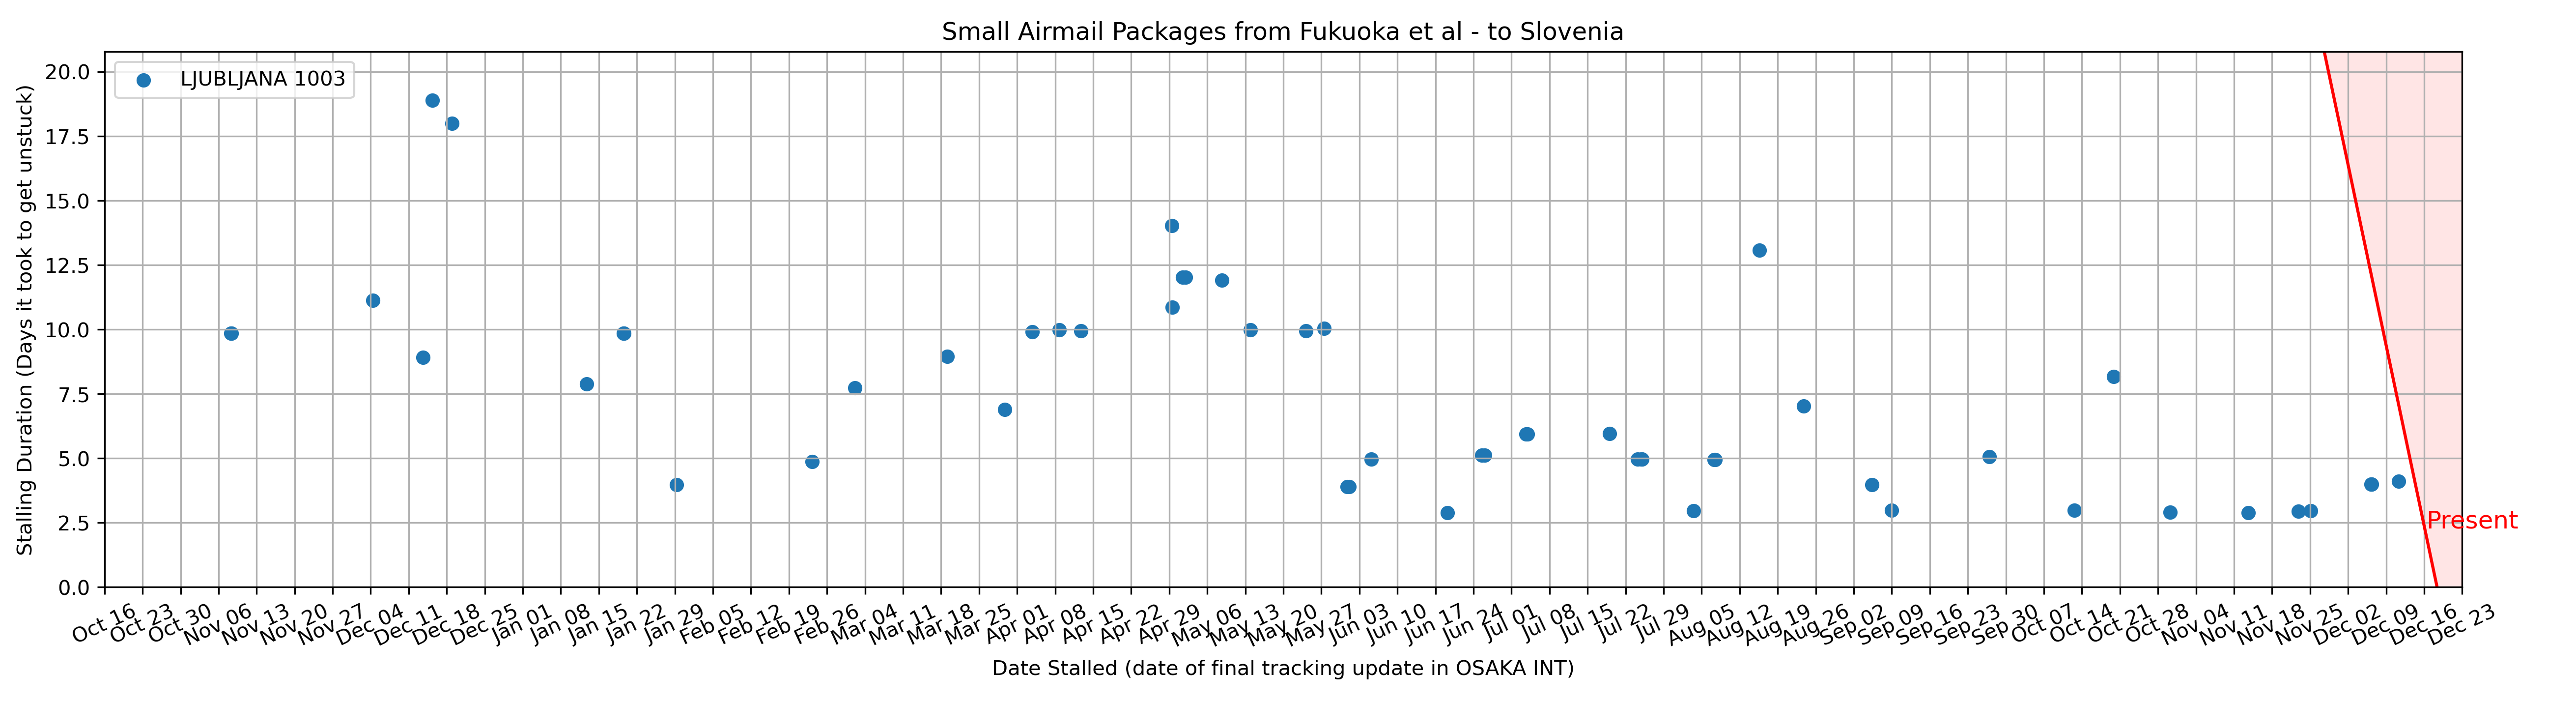 Small Airmail Packages from Fukuoka et al - to Slovenia
LJUBLJANA 1003
Stalling Duration (Days it took to get unstuck)
20.0
17.5
15.0
12.5
10.0
7.5
5.0
2.5
0.0
Present
Oct 16 Oct 23 Oct 30 Nov 06 Nov 13 Nov 20 Nov 27 Dec 04 Dec 11 Dec 18 Dec 25 Jan 01 Jan 08 Jan 15 Jan 22 Jan 29 Feb 05 Feb 12 Feb 19 Feb 26 Mar 04 Mar 11 Mar 18 Mar 25 Apr 01 Apr 08 Apr 15 Apr 22 Apr 29 May 06 May 13 May 20 May 27 Jun 03 Jun 10 Jun 17 Jun 24 Jul 01 Jul 08 Jul 15 Jul 22 Jul 29 Aug 05 Aug 12 Aug 19 Aug 26 Sep 02 Sep 09 Sep 16 Sep 23 Sep 30 Oct 07 Oct 14 Oct 21 Oct 28 Nov 04 Nov 11 Nov 18 Nov 25 Dec 02 Dec 09 Dec 16 Dec 23
Date Stalled (date of final tracking update in OSAKA INT)